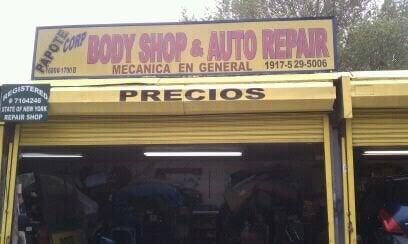 PAPOTE
CORP
BODY SHOP & AUTO REPAIR
MECANICA EN GENERAL
1917-529-5006
PRECIOS
REGISTERED
7104246
STATE OF NEW YORK
REPAIR SHOP